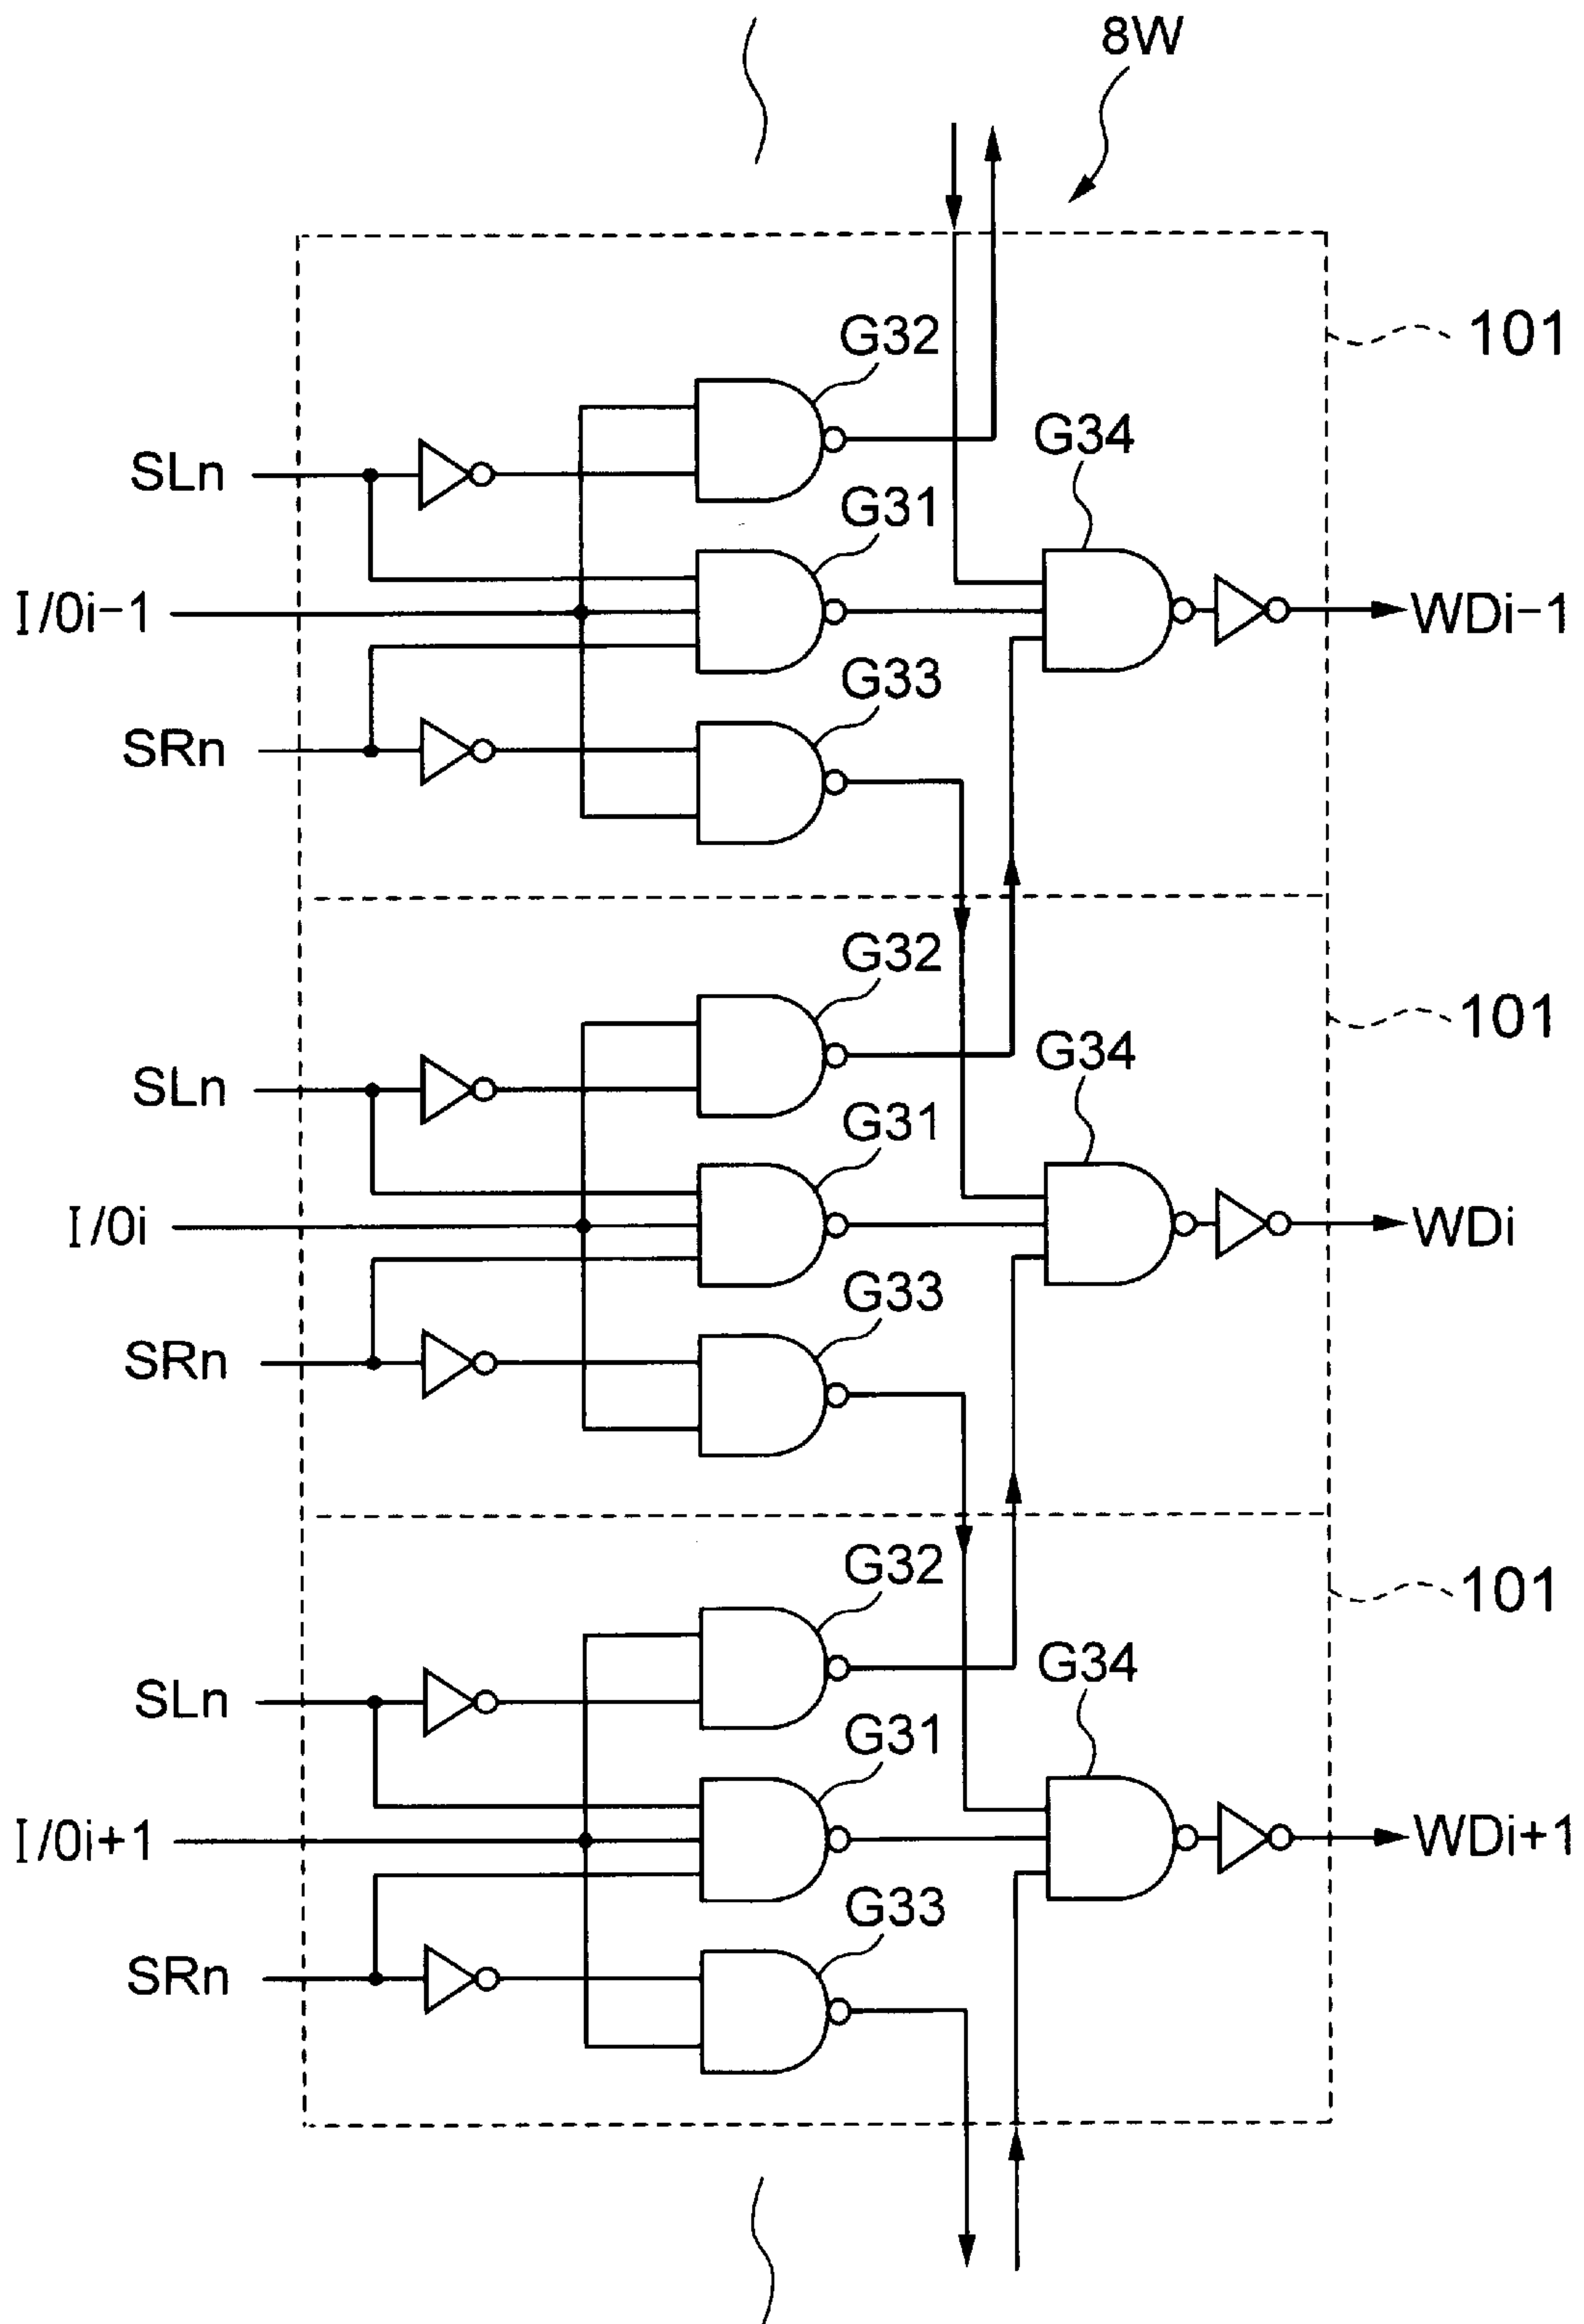 8W
101
G32
G34
SLn
G31
I/0i-1
WDi-1
G33
SRn
G32
101
G34
SLn
G31
I/0i
WDi
G33
SRn
G32
101
G34
SLn
G31
I/0i+1
WDi+1
G33
SRn